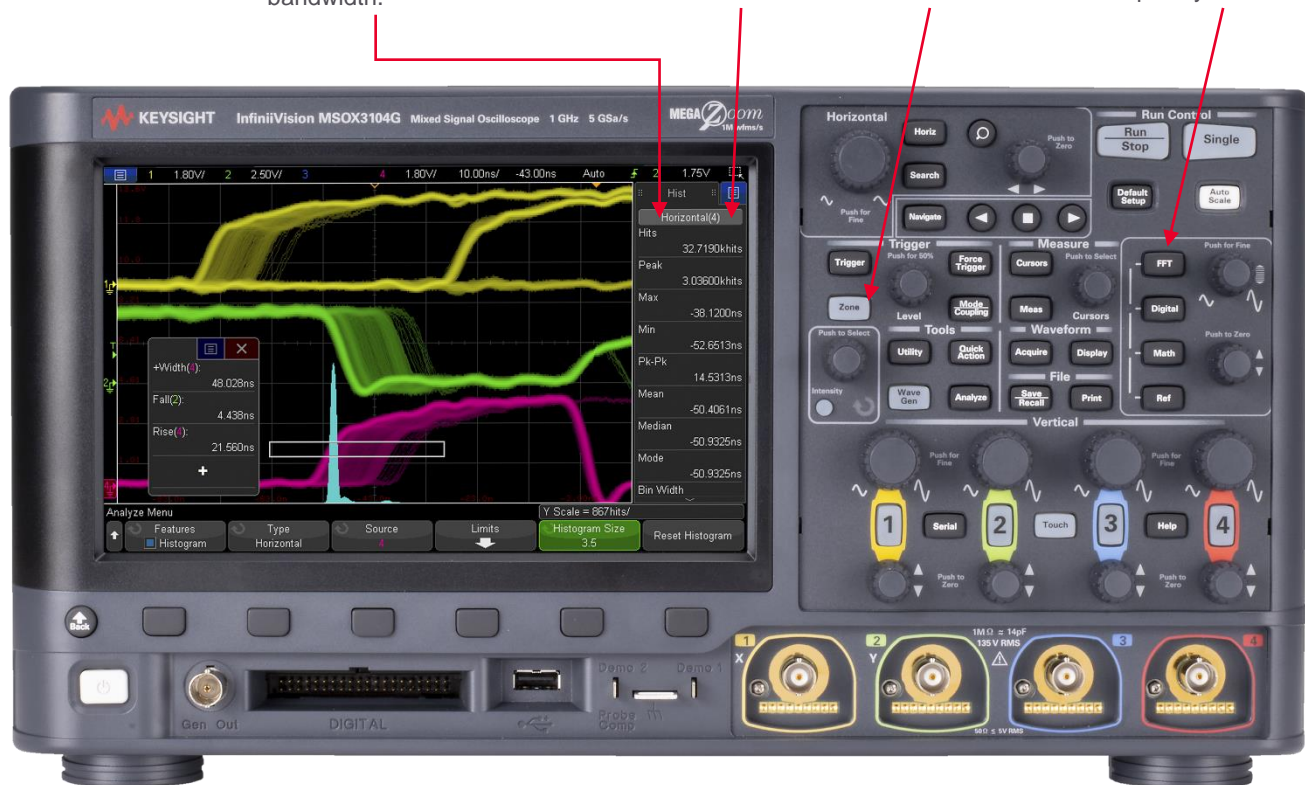 bandwidth.
KEYSIGHT InfiniiVision MSOX3104G Mixed Signal Oscilloscope 1 GHz 5 GSa/s
MEGA Zoom
1M wfms/s
1 1.80V/ 2 2.50V/ 3 4 1.80V/ 10.00ns/ -43.00ns Auto 2 1.75V
Hist
Horizontal(4)
Hits
32.7190khits
Peak
3.03600khits
Max
-38.1200ns
Min
-52.6513ns
Pk-Pk
14.5313ns
Mean
-50.4061ns
Median
-50.9325ns
Mode
-50.9325ns
Bin Width
+Width(4):
48.028ns
Fall(2):
4.438ns
Rise(4):
21.560ns
+
Analyze Menu
Y Scale = 867hits/
Features
Histogram
Type
Horizontal
Source
4
Limits
Histogram Size
3.5
Reset Histogram
Back
Gen Out
DIGITAL
Demo 2
Demo 1
Probe
Comp
Horizontal
Push for
Fine
Horiz
Search
Navigate
Push to
Zero
Run Control
Run
Stop
Single
Default
Setup
Auto
Scale
Trigger
Trigger
Zone
Push for 50%
Level
Force
Trigger
Mode
Coupling
Measure
Cursors
Meas
Push to Select
Cursors
Push for Fine
FFT
Digital
Push to Zero
Math
Ref
Push to Select
Intensity
Tools
Utility
Quick
Action
Wave
Gen
Analyze
Waveform
Acquire
Display
File
Save
Recall
Print
Vertical
Push for
Fine
Push for
Fine
1
Serial
2
Touch
3
Help
4
Push to
Zero
Push to
Zero
1
X
2
Y
1MΩ ≅ 14pF
135 V RMS
3
4
50Ω ≤ 5V RMS